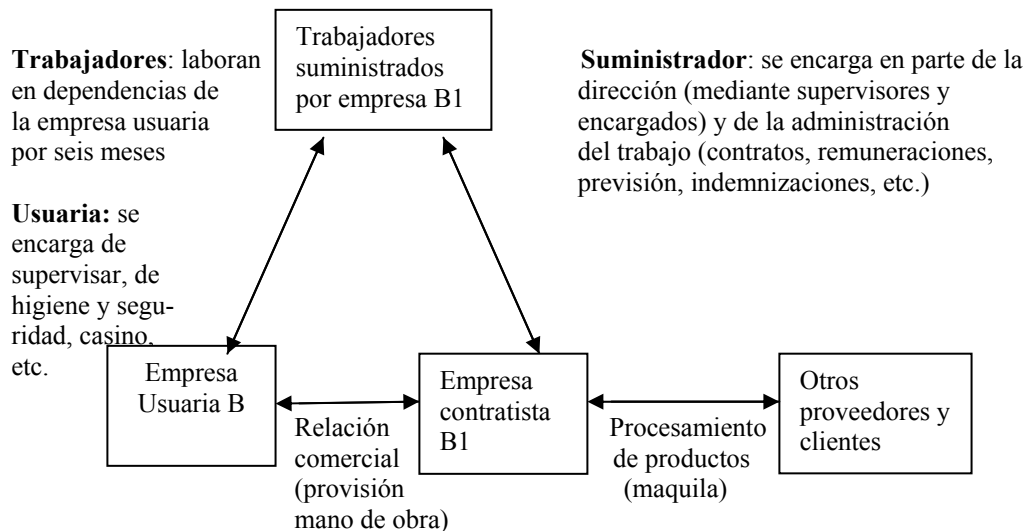 Trabajadores
suministrados
por empresa B1
Trabajadores: laboran
en dependencias de
la empresa usuaria
por seis meses
Suministrador: se encarga en parte de la
dirección (mediante supervisores y
encargados) y de la administración
del trabajo (contratos, remuneraciones,
previsión, indemnizaciones, etc.)
Usuaria: se
encarga de
supervisar, de
higiene y segu-
ridad, casino,
etc.
Empresa
Usuaria B
Relación
comercial
(provisión
mano de obra)
Empresa
contratista
B1
Procesamiento
de productos
(maquila)
Otros
proveedores y
clientes